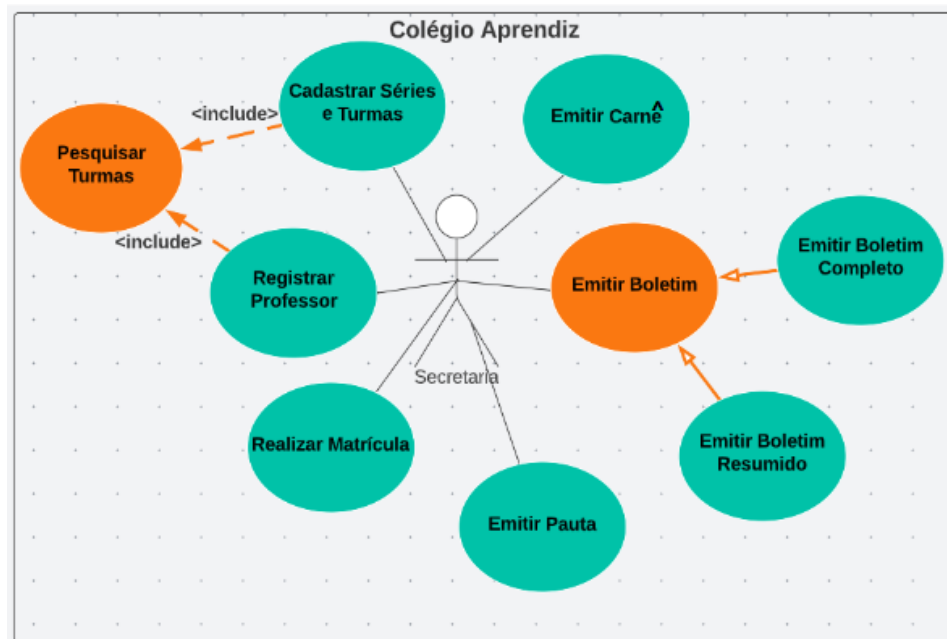 Colégio Aprendiz
Cadastrar Séries
e Turmas
<include>
Emitir Carnê
Pesquisar
Turmas
<include>
Registrar
Professor
Emitir Boletim
Emitir Boletim
Completo
Secretaria
Realizar Matrícula
Emitir Boletim
Resumido
Emitir Pauta